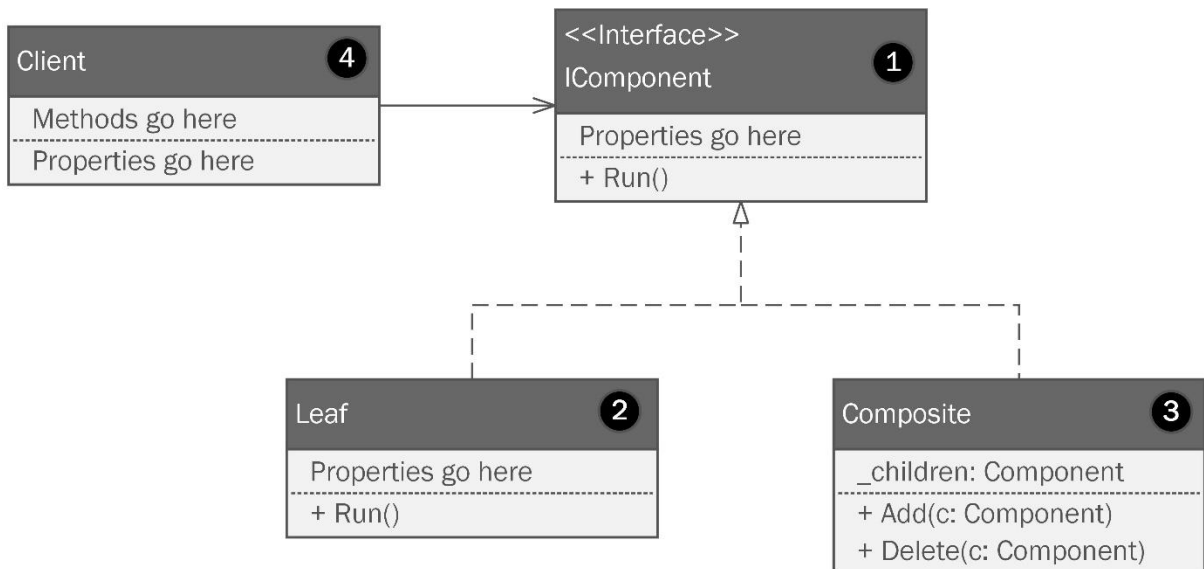 Client
4
Methods go here
Properties go here
<<Interface>>
IComponent
1
Properties go here
+ Run()
Leaf
2
Properties go here
+ Run()
Composite
3
_children: Component
+ Add(c: Component)
+ Delete(c: Component)